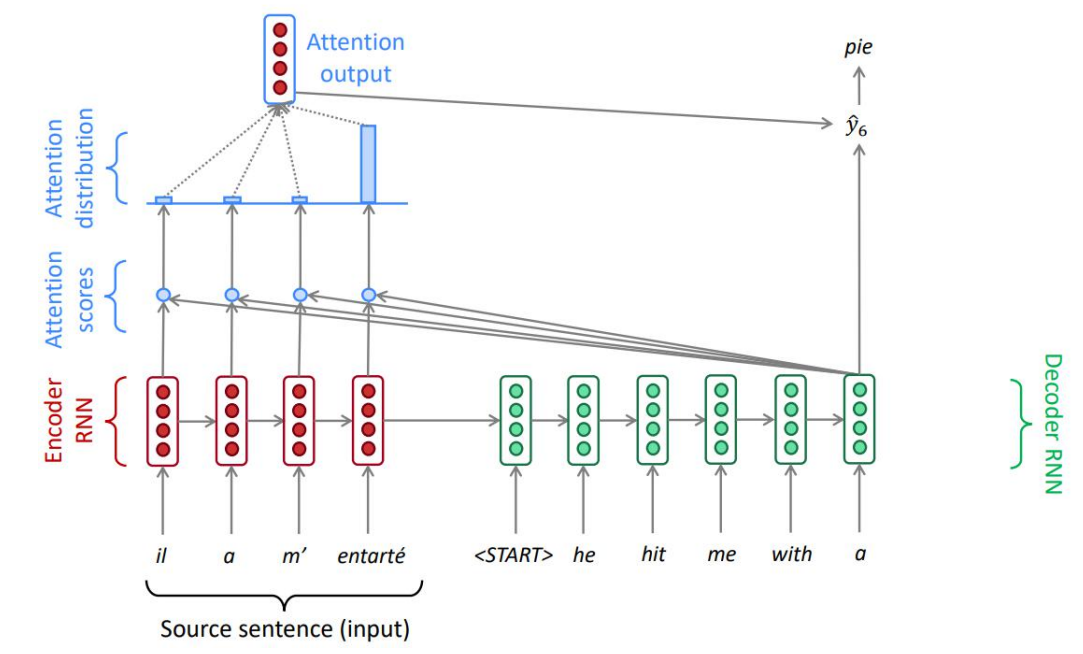 Attention
output
pie
ŷ₆
Attention
distribution
Attention
scores
Encoder
RNN
Decoder RNN
il a m’ entarté <START> he hit me with a
Source sentence (input)